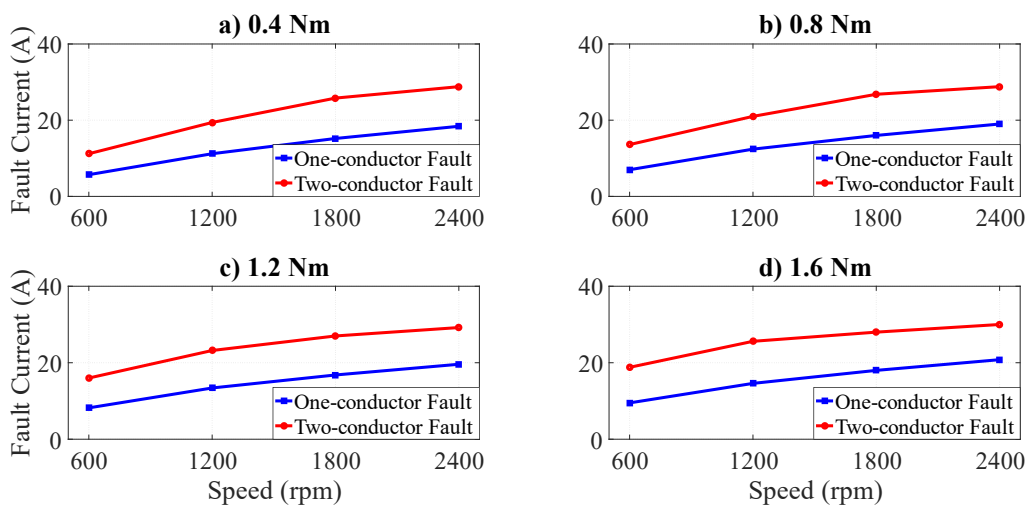 a) 0.4 Nm
Fault Current (A)
40
20
0
600 1200 1800 2400
One-conductor Fault
Two-conductor Fault
b) 0.8 Nm
40
20
0
600 1200 1800 2400
One-conductor Fault
Two-conductor Fault
c) 1.2 Nm
Fault Current (A)
40
20
0
600 1200 1800 2400
Speed (rpm)
One-conductor Fault
Two-conductor Fault
d) 1.6 Nm
40
20
0
600 1200 1800 2400
Speed (rpm)
One-conductor Fault
Two-conductor Fault